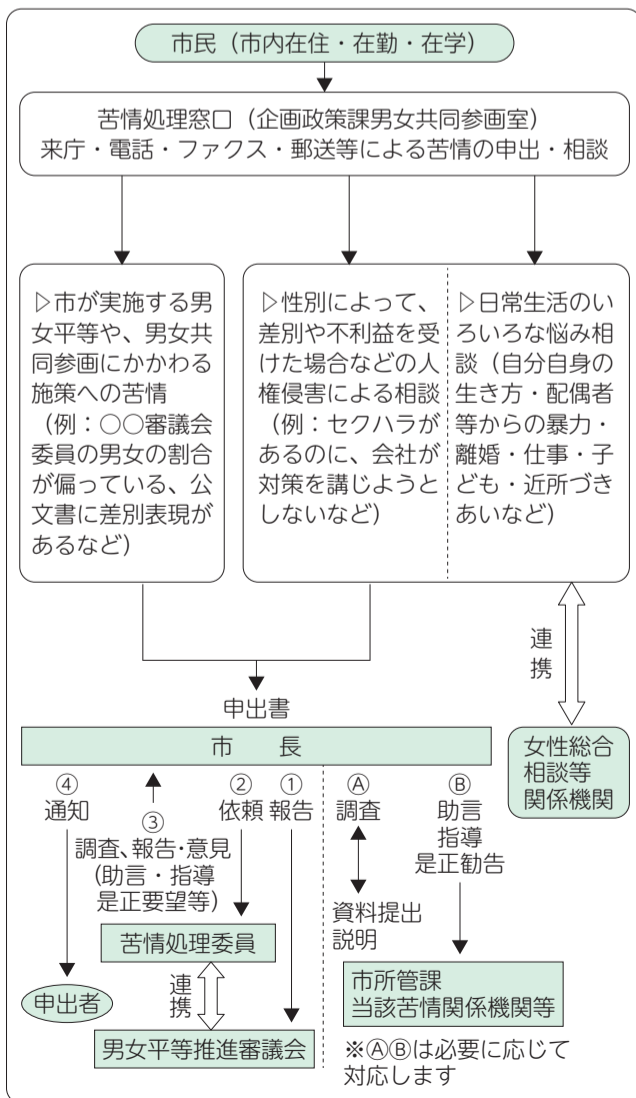 市民（市内在住・在勤・在学）
苦情処理窓口（企画政策課男女共同参画室）
来庁・電話・ファクス・郵送等による苦情の申出・相談
▷市が実施する男
女平等や、男女共
同参画にかかわる
施策への苦情
（例：○○審議会
委員の男女の割合
が偏っている、公
文書に差別表現が
あるなど）
▷性別によって、
差別や不利益を受
けた場合などの人
権侵害による相談
（例：セクハラが
あるのに、会社が
対策を講じようと
しないなど）
▷日常生活のい
ろいろな悩み相
談（自分自身の
生き方・配偶者
等からの暴力・
離婚・仕事・子
ども・近所づき
あいなど）
連携
申出書
市　長
女性総合
相談等
関係機関
④
通知
③
調査、報告・意見
（助言・指導
是正要望等）
②
依頼
①
報告
Ⓐ
調査
Ⓑ
助言
指導
是正勧告
資料提出
説明
苦情処理委員
連携
申出者
男女平等推進審議会
市所管課
当該苦情関係機関等
※ⒶⒷは必要に応じて
対応します